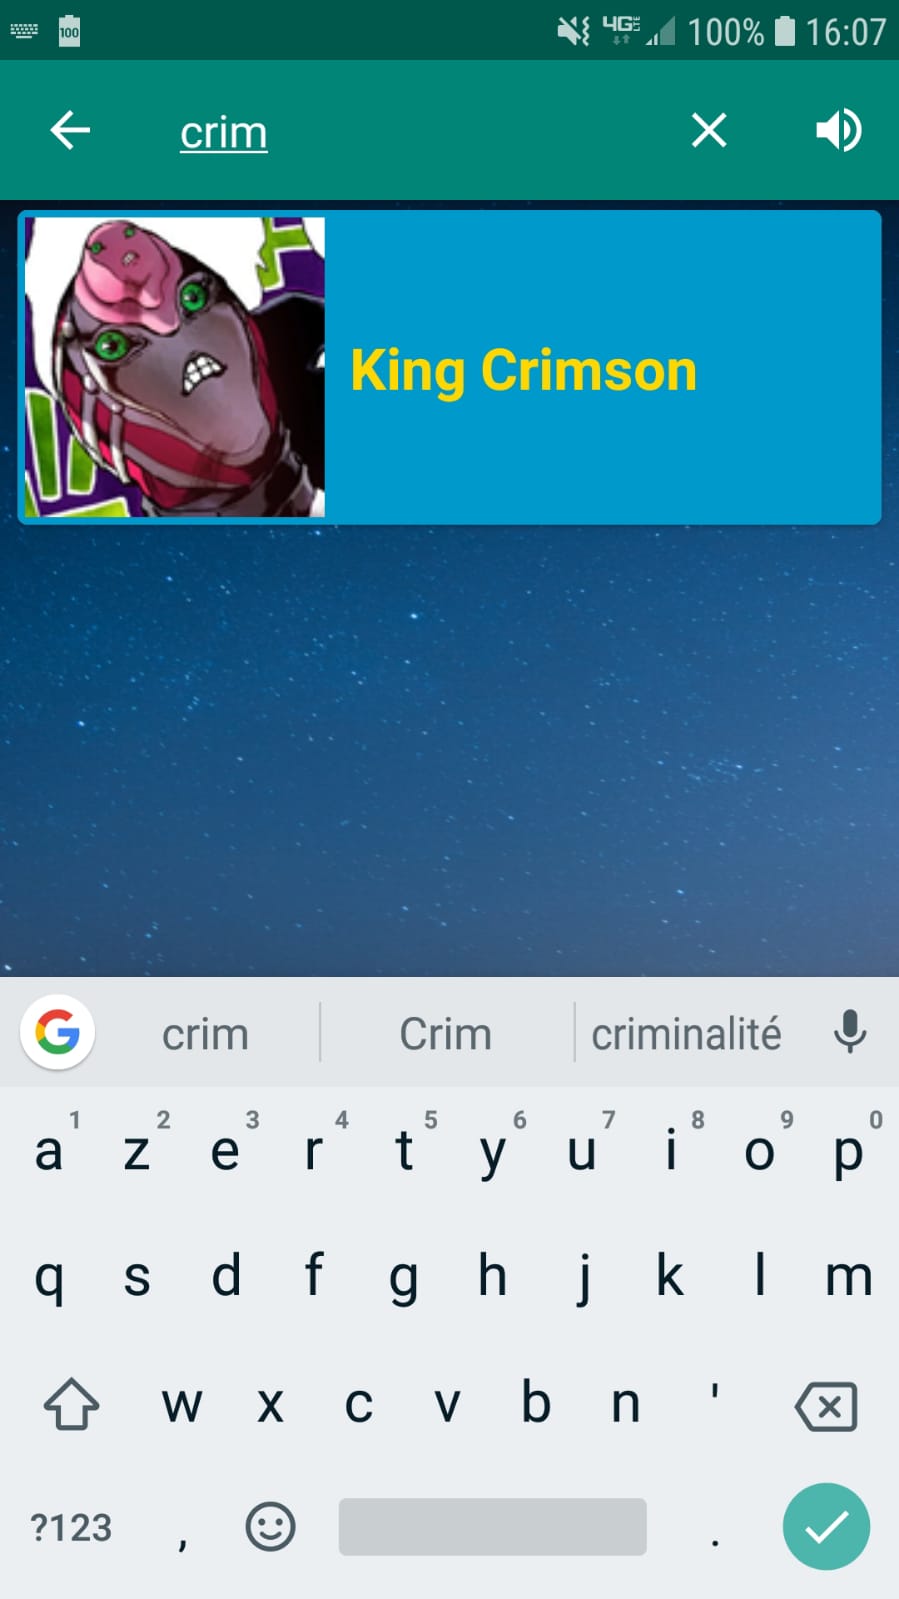 100 4G LTE 100% 16:07
crim
King Crimson
G crim Crim criminalité
1 2 3 4 5 6 7 8 9 0
a z e r t y u i o p
q s d f g h j k l m
w x c v b n '
?123 , .